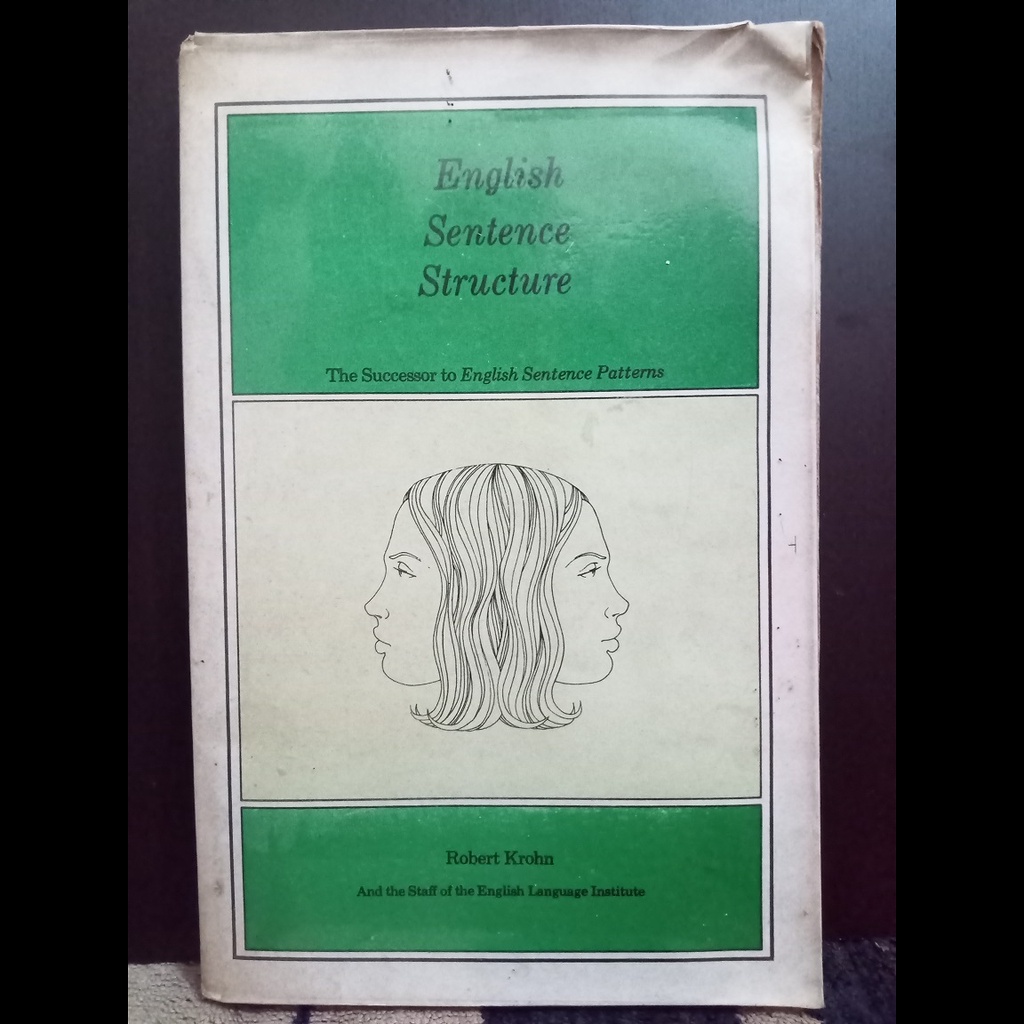 English
Sentence
Structure
The Successor to English Sentence Patterns
Robert Krohn
And the Staff of the English Language Institute